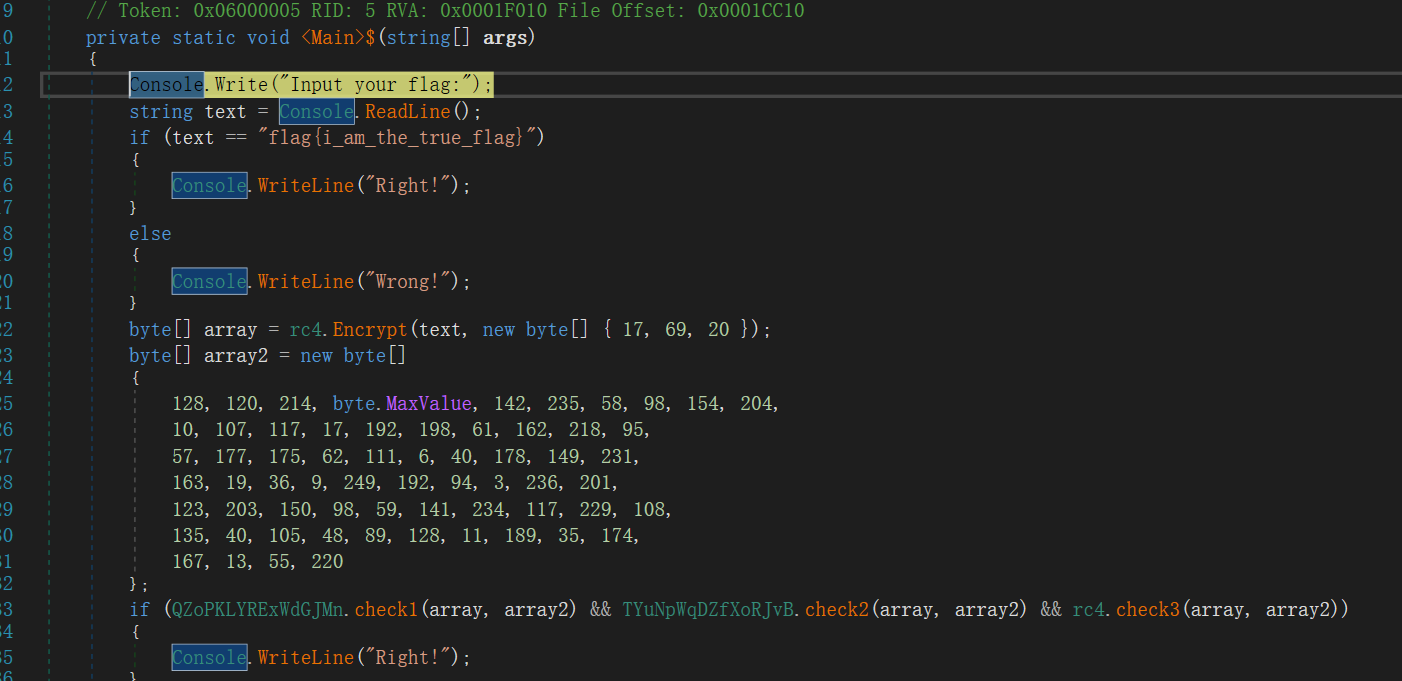 9 // Token: 0x06000005 RID: 5 RVA: 0x0001F010 File Offset: 0x0001CC10
0 private static void <Main>$(string[] args)
1 {
2 Console.Write("Input your flag:");
3 string text = Console.ReadLine();
4 if (text == "flag{i_am_the_true_flag}")
5 {
6 Console.WriteLine("Right!");
7 }
8 else
9 {
20 Console.WriteLine("Wrong!");
21 }
22 byte[] array = rc4.Encrypt(text, new byte[] { 17, 69, 20 });
23 byte[] array2 = new byte[]
24 {
25 128, 120, 214, byte.MaxValue, 142, 235, 58, 98, 154, 204,
26 10, 107, 117, 17, 192, 198, 61, 162, 218, 95,
27 57, 177, 175, 62, 111, 6, 40, 178, 149, 231,
28 163, 19, 36, 9, 249, 192, 94, 3, 236, 201,
29 123, 203, 150, 98, 59, 141, 234, 117, 229, 108,
30 135, 40, 105, 48, 89, 128, 11, 189, 35, 174,
31 167, 13, 55, 220
32 };
33 if (QZoPKLYRExWdGJMn.check1(array, array2) && TYuNpWqDZfXoRJvB.check2(array, array2) && rc4.check3(array, array2))
34 {
35 Console.WriteLine("Right!");
36 }